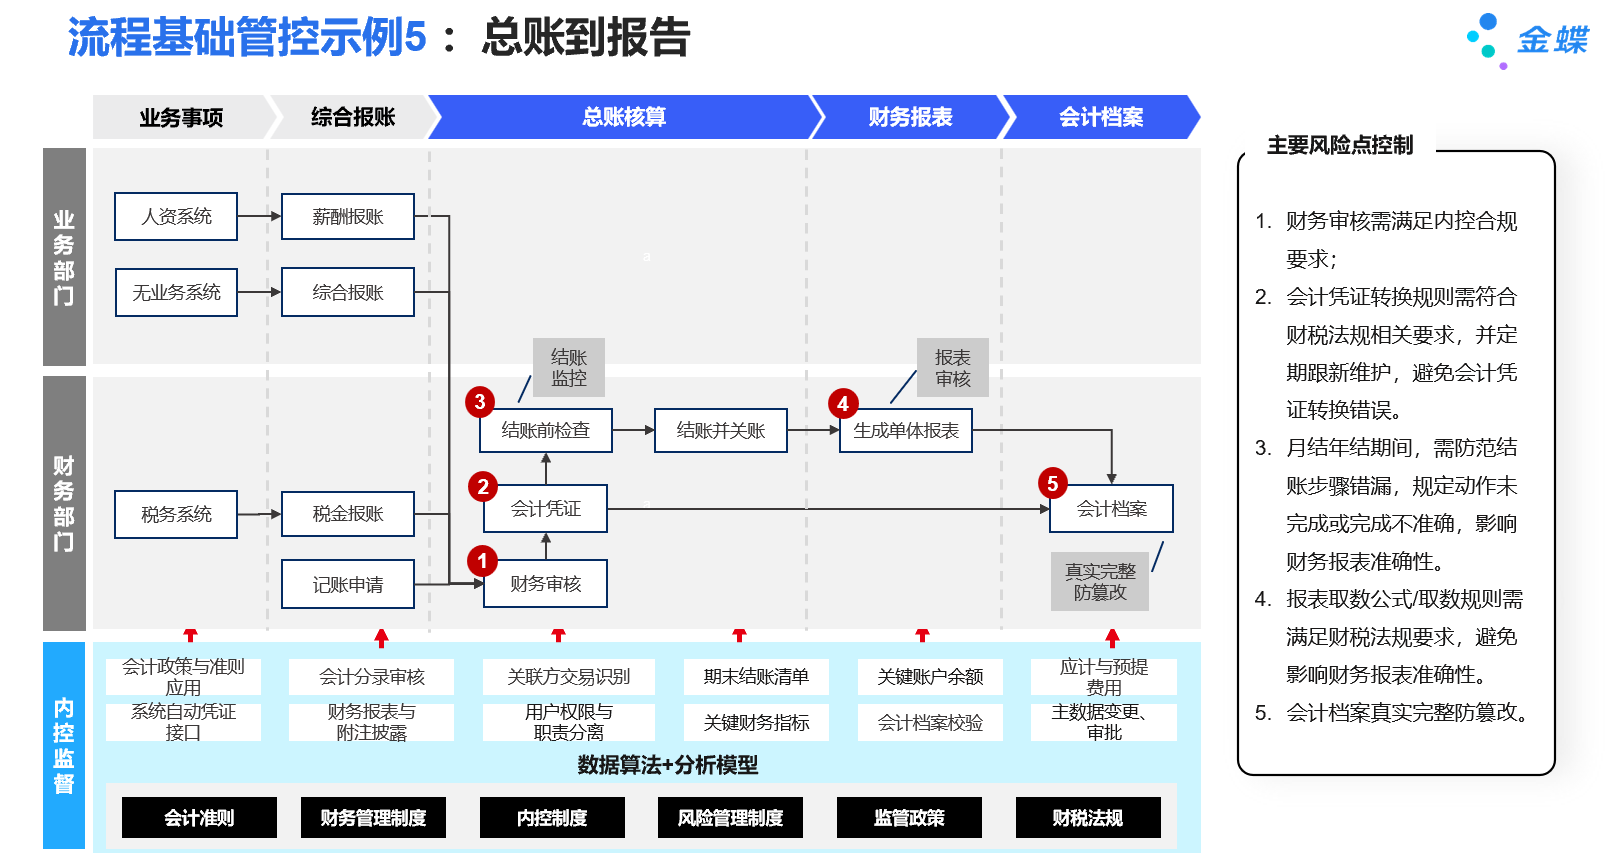 流程基础管控示例5：总账到报告
金蝶
业务事项
综合报账
总账核算
财务报表
会计档案
业务部门
人资系统
薪酬报账
无业务系统
综合报账
a
结账
监控
报表
审核
财务部门
3
结账前检查
结账并关账
4
生成单体报表
2
会计凭证
a
5
会计档案
税务系统
税金报账
1
财务审核
记账申请
真实完整
防篡改
内控监督
会计政策与准则
应用
会计分录审核
关联方交易识别
期末结账清单
关键账户余额
应计与预提
费用
系统自动凭证
接口
财务报表与
附注披露
用户权限与
职责分离
关键财务指标
会计档案校验
主数据变更、
审批
数据算法+分析模型
会计准则
财务管理制度
内控制度
风险管理制度
监管政策
财税法规
主要风险点控制
1. 财务审核需满足内控合规
要求；
2. 会计凭证转换规则需符合
财税法规相关要求，并定
期跟新维护，避免会计凭
证转换错误。
3. 月结年结期间，需防范结
账步骤错漏，规定动作未
完成或完成不准确，影响
财务报表准确性。
4. 报表取数公式/取数规则需
满足财税法规要求，避免
影响财务报表准确性。
5. 会计档案真实完整防篡改。